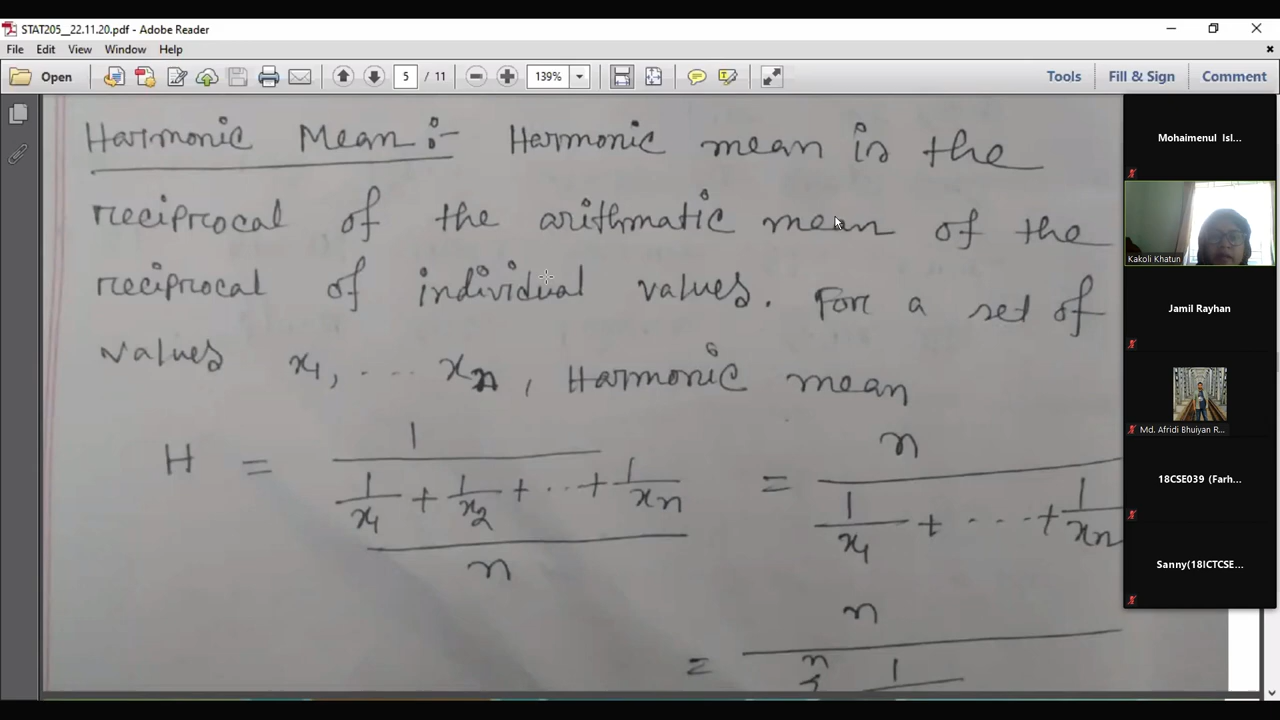 STAT205__22.11.20.pdf - Adobe Reader
File Edit View Window Help
Open 5 / 11 139% Tools Fill & Sign Comment
Harmonic Mean :- Harmonic mean is the
reciprocal of the arithmatic mean of the
reciprocal of individual values. For a set of
values x1, ... xn, Harmonic mean
H = 1 / ((1/x1 + 1/x2 + ... + 1/xn) / n) = n / (1/x1 + ... + 1/xn)
= n / n 1
Mohaimenul Isl...
Kakoli Khatun
Jamil Rayhan
Md. Afridi Bhuiyan R...
18CSE039 (Farh...
Sanny(18ICTCSE...